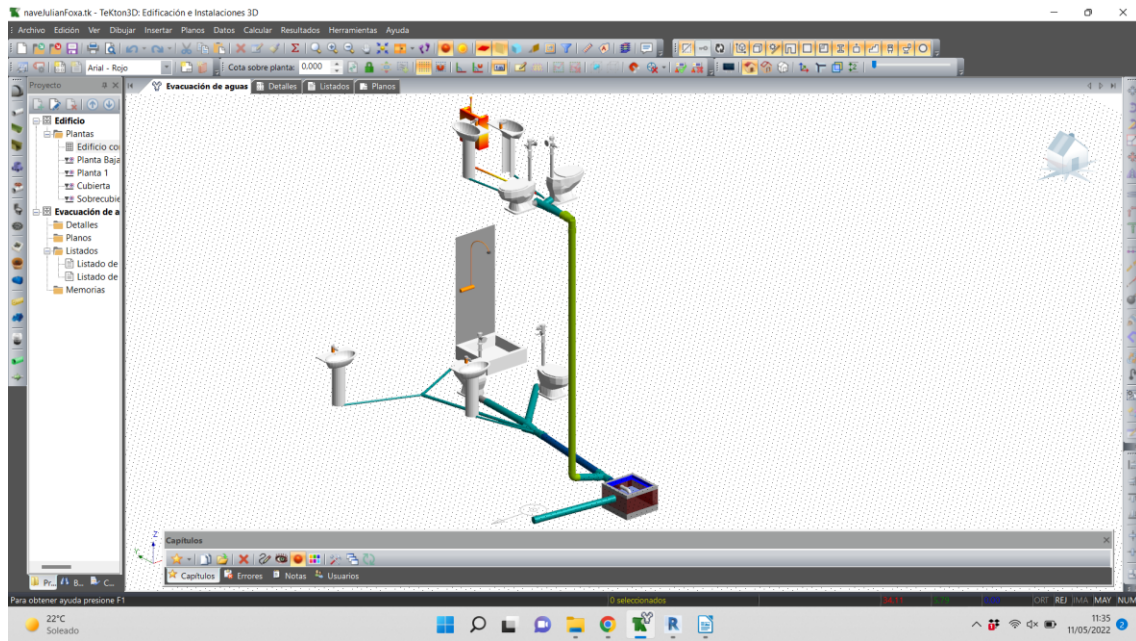 naveJulianFoxa.tk - TeKton3D: Edificación e Instalaciones 3D
Archivo Edición Ver Dibujar Insertar Planos Datos Calcular Resultados Herramientas Ayuda
Arial - Rojo Cota sobre planta: 0,000
Proyecto Evacuación de aguas Detalles Listados Planos
Edificio
Plantas
Edificio co
Planta Baja
Planta 1
Cubierta
Sobrecubie
Evacuación de a
Detalles
Planos
Listados
Listado de
Listado de
Memorias
Z
Y
Capítulos
Capítulos Errores Notas Usuarios
Pr... B... C...
Para obtener ayuda presione F1 0 seleccionados ORT REJ IMA MAY NUM
22°C
Soleado
11:35
11/05/2022
2